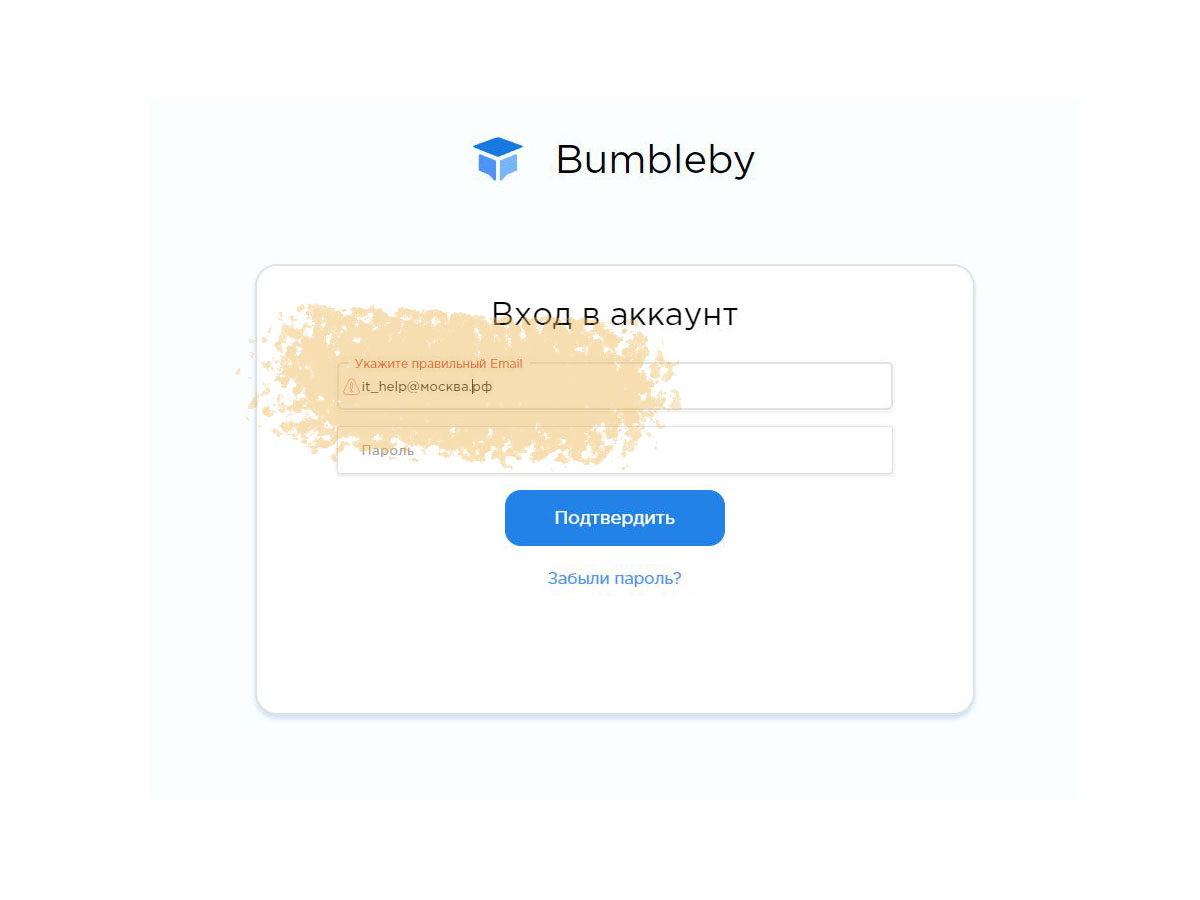 Bumbleby
Вход в аккаунт
Укажите правильный Email
it_help@москва.рф
Пароль
Подтвердить
Забыли пароль?